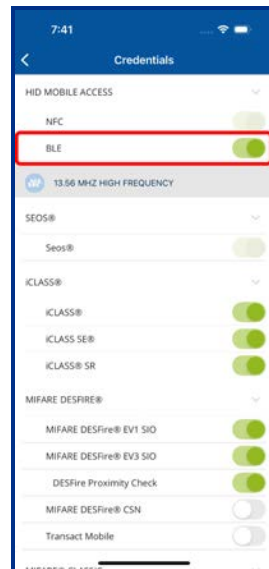 7:41
Credentials
HID MOBILE ACCESS
NFC
BLE
13.56 MHZ HIGH FREQUENCY
SEOS®
Seos®
iCLASS®
iCLASS®
iCLASS SE®
iCLASS® SR
MIFARE DESFIRE®
MIFARE DESFire® EV1 SIO
MIFARE DESFire® EV3 SIO
DESFire Proximity Check
MIFARE DESFire® CSN
Transact Mobile